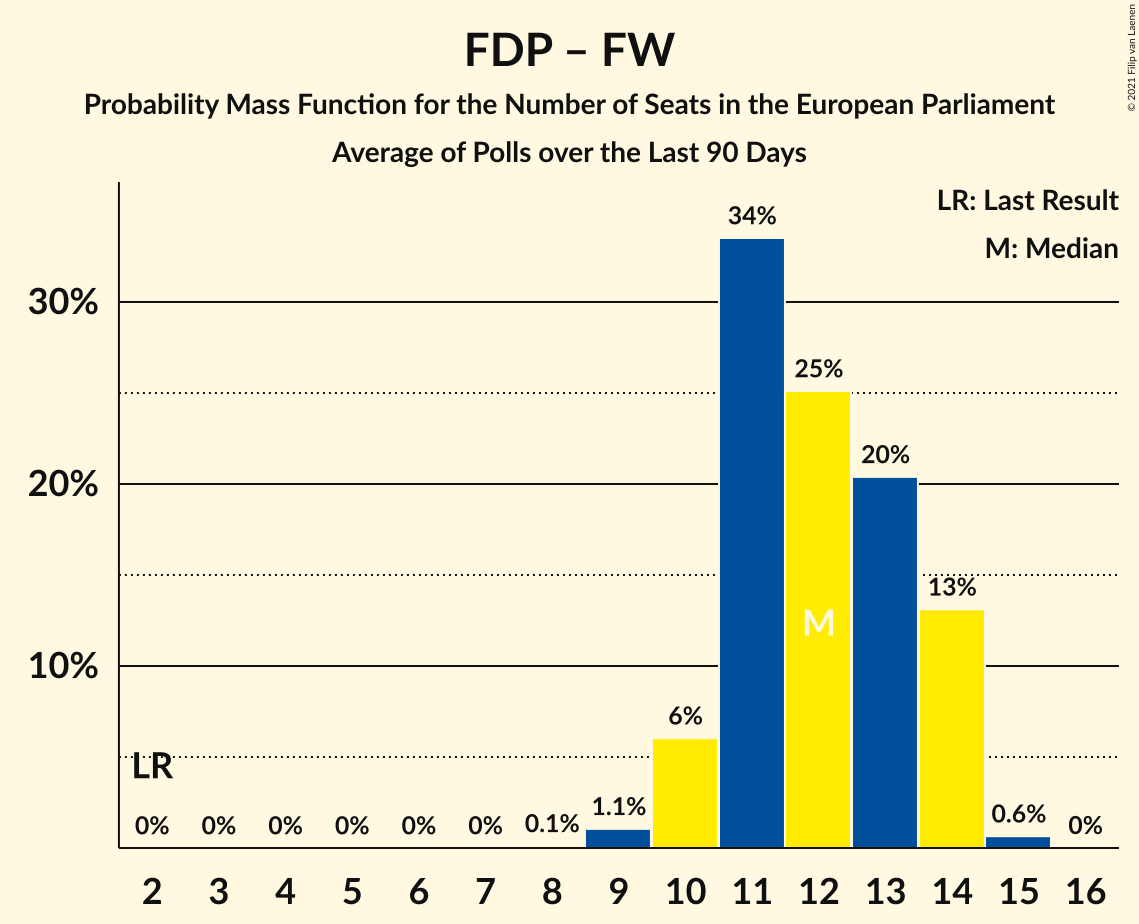 FDP – FW
Probability Mass Function for the Number of Seats in the European Parliament
Average of Polls over the Last 90 Days
© 2021 Filip van Laenen
LR: Last Result
M: Median
34%
30%
25%
20%
20%
13%
M
10%
6%
LR
0% 0% 0% 0% 0% 0% 0.1% 1.1% 0.6% 0%
2 3 4 5 6 7 8 9 10 11 12 13 14 15 16